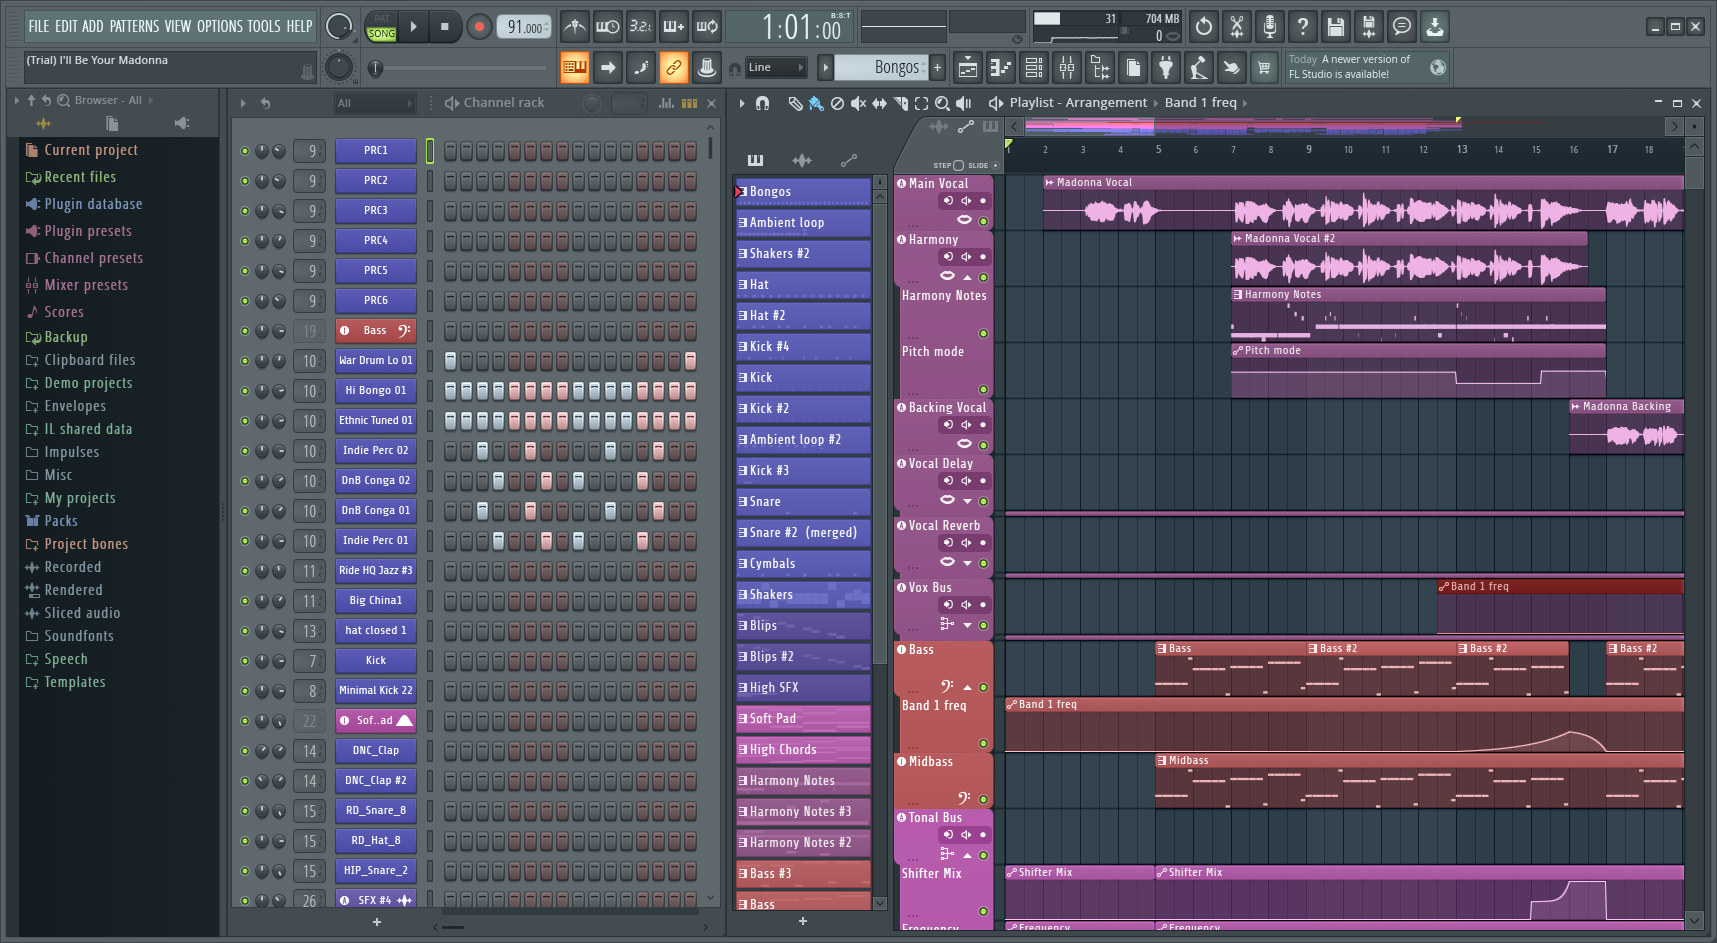 FILE EDIT ADD PATTERNS VIEW OPTIONS TOOLS HELP
PAT
SONG
91.000
3.2.:
1:01:00
B:S:T
31
704 MB
0
(Trial) I'll Be Your Madonna
Line
Bongos
Today A newer version of
FL Studio is available!
Browser - All
All
Channel rack
Playlist - Arrangement
Band 1 freq
Current project
Recent files
Plugin database
Plugin presets
Channel presets
Mixer presets
Scores
Backup
Clipboard files
Demo projects
Envelopes
IL shared data
Impulses
Misc
My projects
Packs
Project bones
Recorded
Rendered
Sliced audio
Soundfonts
Speech
Templates
9 PRC1
9 PRC2
9 PRC3
9 PRC4
9 PRC5
9 PRC6
19 Bass
10 War Drum Lo 01
10 Hi Bongo 01
10 Ethnic Tuned 01
10 Indie Perc 02
10 DnB Conga 02
10 DnB Conga 01
10 Indie Perc 01
11 Ride HQ Jazz #3
11 Big China1
13 hat closed 1
7 Kick
8 Minimal Kick 22
22 Sof..ad
14 DNC_Clap
14 DNC_Clap #2
15 RD_Snare_8
15 RD_Hat_8
15 HIP_Snare_2
26 SFX #4
Bongos
Ambient loop
Shakers #2
Hat
Hat #2
Kick #4
Kick
Kick #2
Ambient loop #2
Kick #3
Snare
Snare #2 (merged)
Cymbals
Shakers
Blips
Blips #2
High SFX
Soft Pad
High Chords
Harmony Notes
Harmony Notes #3
Harmony Notes #2
Bass #3
Bass
STEP SLIDE
1 2 3 4 5 6 7 8 9 10 11 12 13 14 15 16 17 18
Main Vocal
Madonna Vocal
Harmony
Madonna Vocal #2
Harmony Notes
Harmony Notes
Pitch mode
Pitch mode
Backing Vocal
Madonna Backing
Vocal Delay
Vocal Reverb
Vox Bus
Band 1 freq
Bass
Bass
Bass #2
Bass #2
Bass #2
Band 1 freq
Band 1 freq
Midbass
Midbass
Tonal Bus
Shifter Mix
Shifter Mix
Shifter Mix
Frequency
Frequency
Frequency